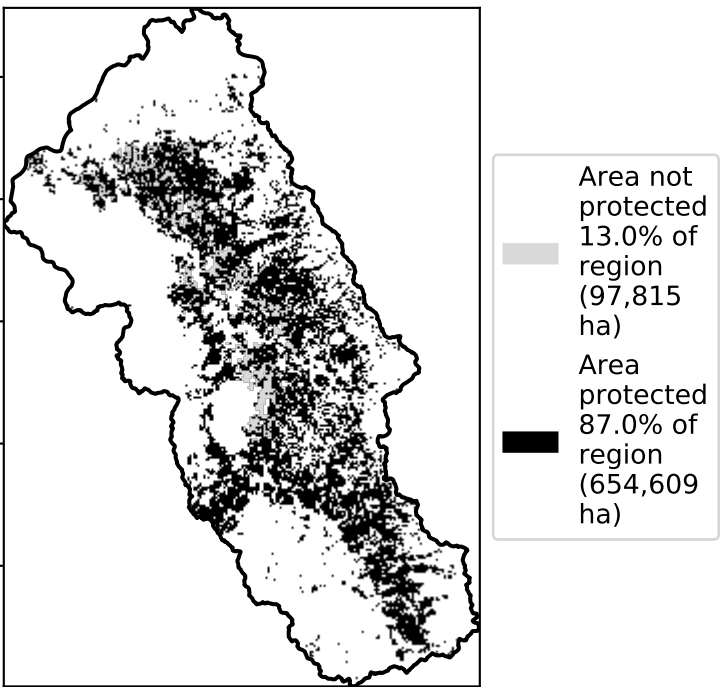 Area not
protected
13.0% of
region
(97,815
ha)
Area
protected
87.0% of
region
(654,609
ha)